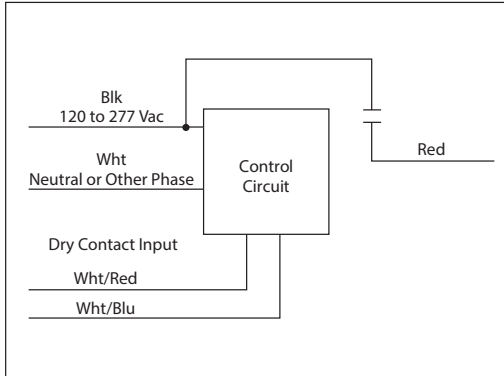 Blk
120 to 277 Vac
Wht
Neutral or Other Phase
Control
Circuit
Red
Dry Contact Input
Wht/Red
Wht/Blu